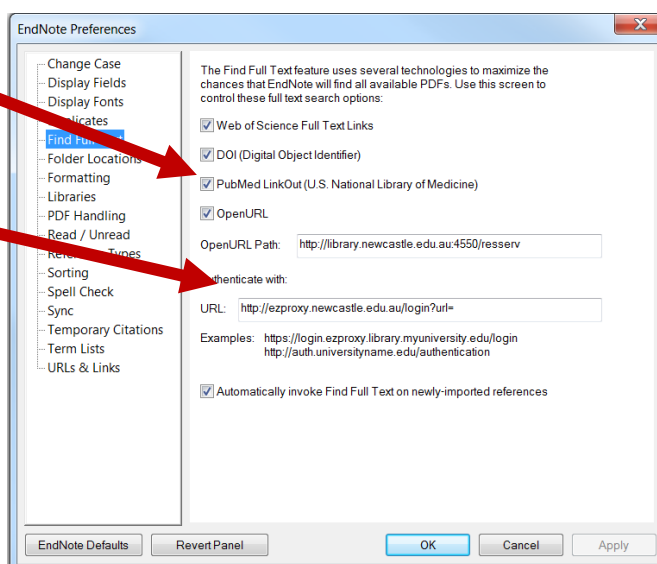 EndNote Preferences
Change Case
Display Fields
Display Fonts
Find Full
Folder Locations
Formatting
Libraries
PDF Handling
Read / Unread
Types
Sorting
Spell Check
Sync
Temporary Citations
Term Lists
URLs & Links
The Find Full Text feature uses several technologies to maximize the
chances that EndNote will find all available PDFs. Use this screen to
control these full text search options:
Web of Science Full Text Links
DOI (Digital Object Identifier)
PubMed LinkOut (U.S. National Library of Medicine)
OpenURL
OpenURL Path: http://library.newcastle.edu.au:4550/resserv
Authenticate with:
URL: http://ezproxy.newcastle.edu.au/login?url=
Examples: https://login.ezproxy.library.myuniversity.edu/login
http://auth.universityname.edu/authentication
Automatically invoke Find Full Text on newly-imported references
EndNote Defaults Revert Panel OK Cancel Apply